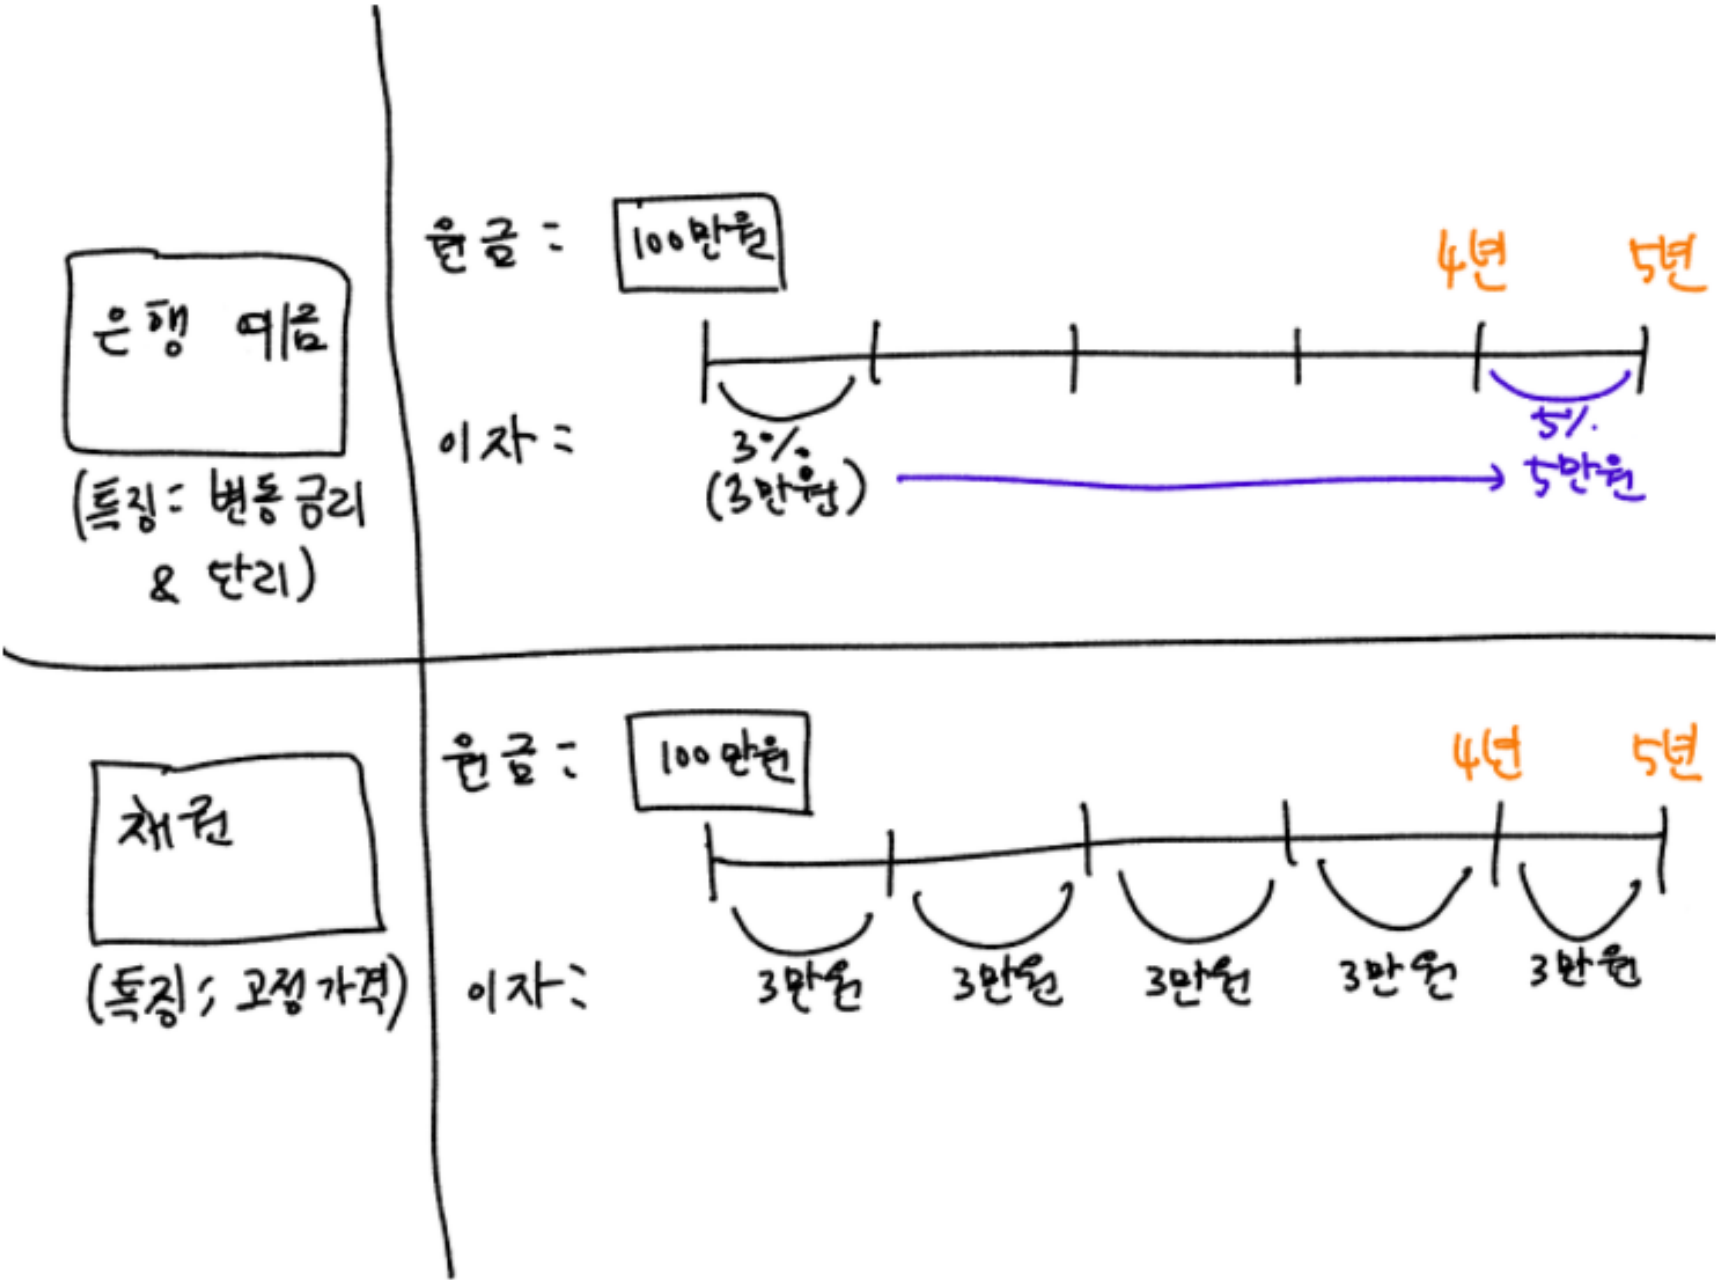 은행 예금
(특징: 변동금리
& 단리)
원금 : 100만원
4년 5년
이자 :
3%
(3만원)
5%
5만원
채권
(특징 : 고정가격)
원금 : 100만원
4년 5년
이자 : 3만원 3만원 3만원 3만원 3만원